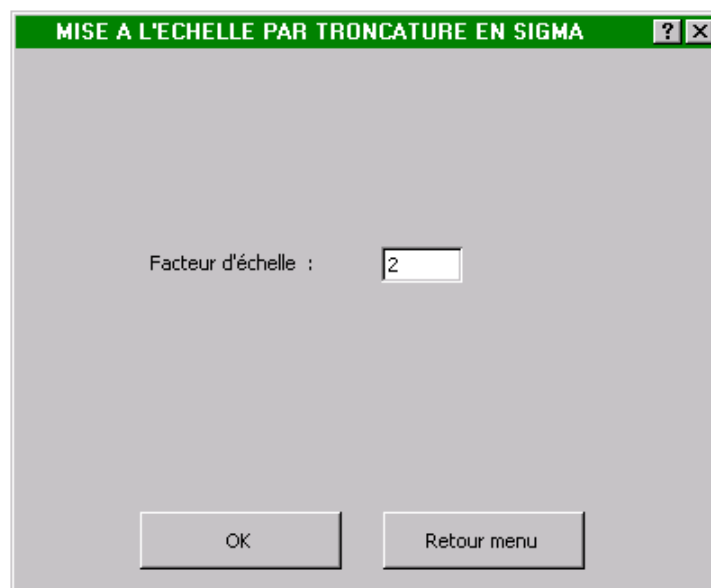 MISE A L'ECHELLE PAR TRONCATURE EN SIGMA
Facteur d'échelle : 2
OK Retour menu